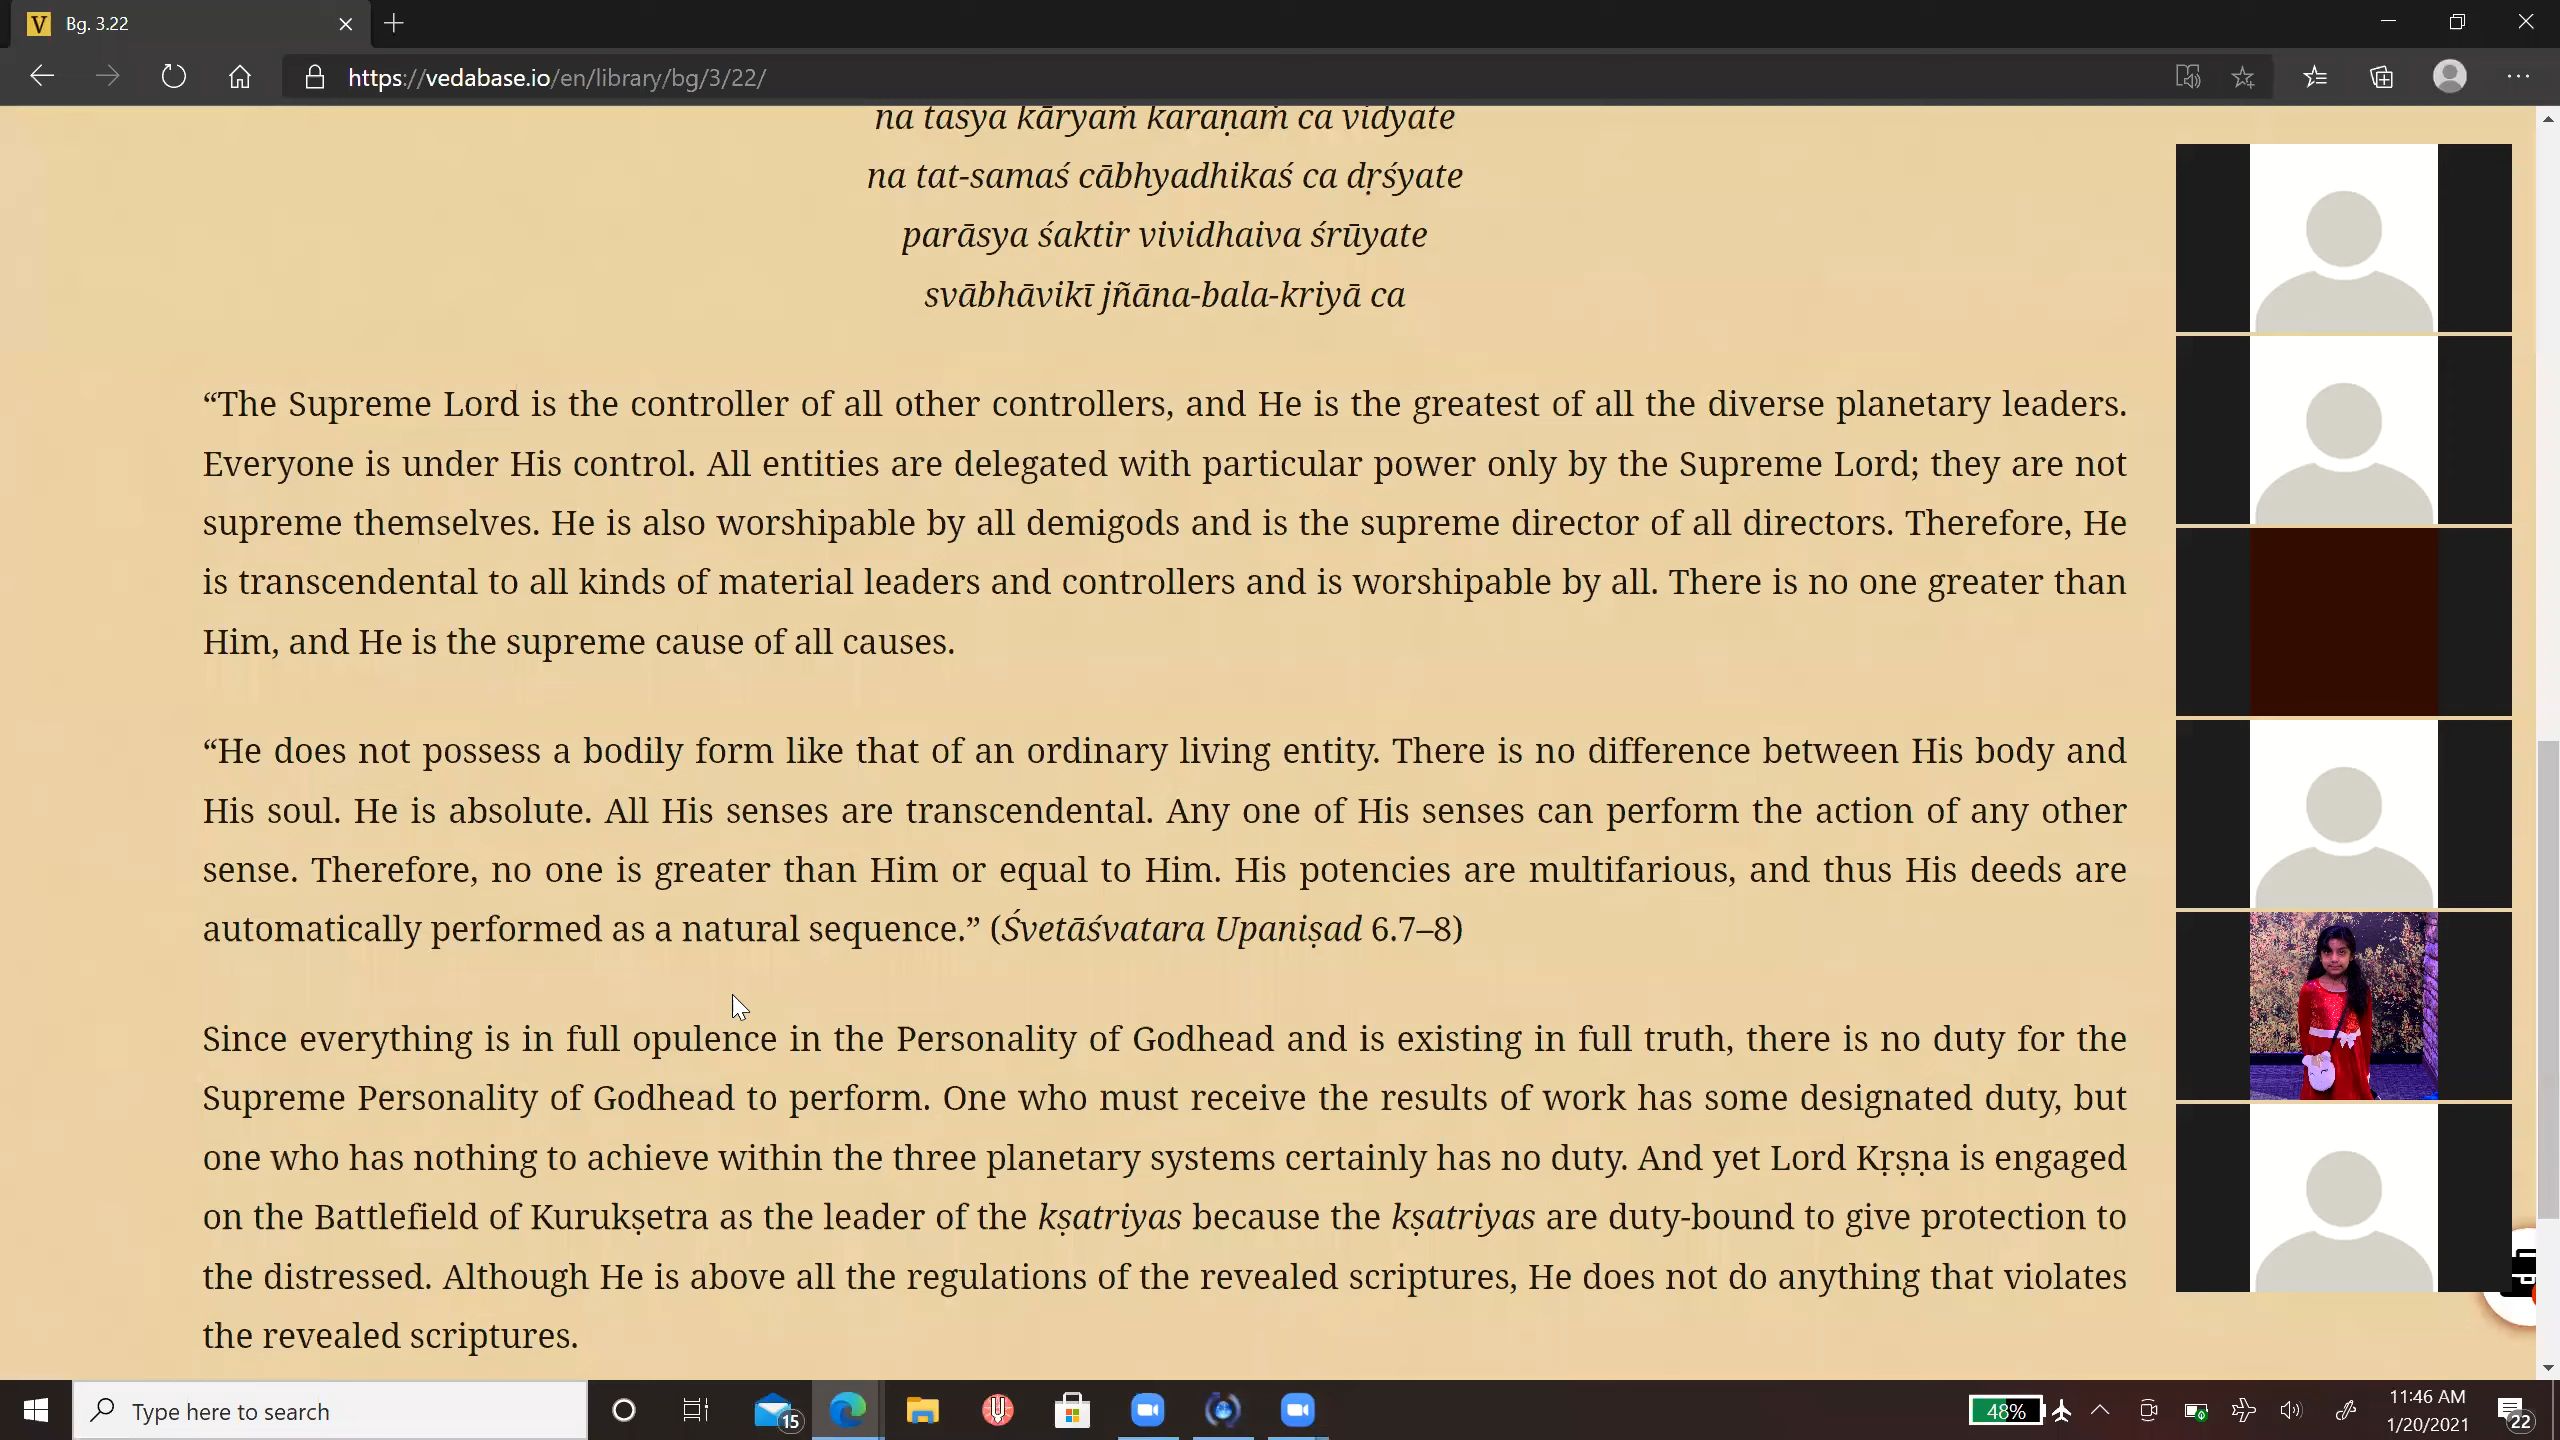 Bg. 3.22
https://vedabase.io/en/library/bg/3/22/
na tasya kāryaṁ karaṇaṁ ca vidyate
na tat-samaś cābhyadhikaś ca dṛśyate
parāsya śaktir vividhaiva śrūyate
svābhāvikī jñāna-bala-kriyā ca
“The Supreme Lord is the controller of all other controllers, and He is the greatest of all the diverse planetary leaders.
Everyone is under His control. All entities are delegated with particular power only by the Supreme Lord; they are not
supreme themselves. He is also worshipable by all demigods and is the supreme director of all directors. Therefore, He
is transcendental to all kinds of material leaders and controllers and is worshipable by all. There is no one greater than
Him, and He is the supreme cause of all causes.
“He does not possess a bodily form like that of an ordinary living entity. There is no difference between His body and
His soul. He is absolute. All His senses are transcendental. Any one of His senses can perform the action of any other
sense. Therefore, no one is greater than Him or equal to Him. His potencies are multifarious, and thus His deeds are
automatically performed as a natural sequence.” (Śvetāśvatara Upaniṣad 6.7–8)
Since everything is in full opulence in the Personality of Godhead and is existing in full truth, there is no duty for the
Supreme Personality of Godhead to perform. One who must receive the results of work has some designated duty, but
one who has nothing to achieve within the three planetary systems certainly has no duty. And yet Lord Kṛṣṇa is engaged
on the Battlefield of Kurukṣetra as the leader of the kṣatriyas because the kṣatriyas are duty-bound to give protection to
the distressed. Although He is above all the regulations of the revealed scriptures, He does not do anything that violates
the revealed scriptures.
Type here to search
15
48%
11:46 AM
1/20/2021
22